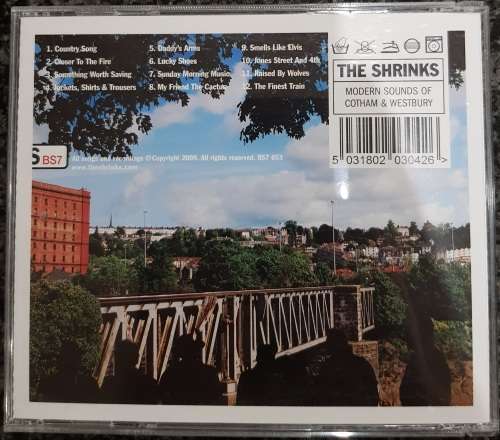 1. Country Song
2. Closer To The Fire
3. Something Worth Saving
4. Jackets, Shirts & Trousers
5. Daddy's Arms
6. Lucky Shoes
7. Sunday Morning Music
8. My Friend The Cactus
9. Smells Like Elvis
10. Jones Street And 4th
11. Raised By Wolves
12. The Finest Train
THE SHRINKS
MODERN SOUNDS OF
COTHAM & WESTBURY
5 031802 030426 >
S BS7
All songs and recordings © Copyright 2009. All rights reserved. BS7 053
www.theshrinks.com